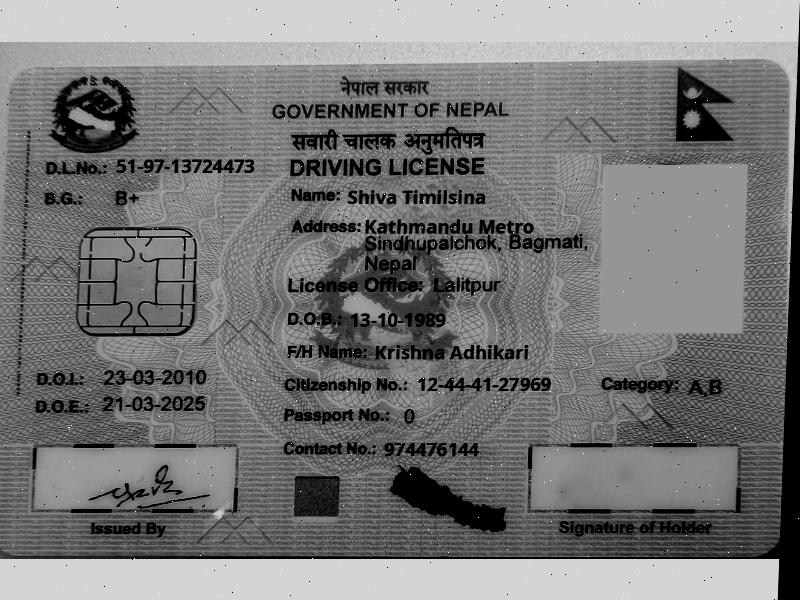 नेपाल सरकार
GOVERNMENT OF NEPAL
सवारी चालक अनुमतिपत्र
DRIVING LICENSE
D.L.No.: 51-97-13724473
B.G.: B+
Name: Shiva Timilsina
Address: Kathmandu Metro
Sindhupalchok, Bagmati,
Nepal
License Office: Lalitpur
D.O.B.: 13-10-1989
F/H Name: Krishna Adhikari
D.O.I.: 23-03-2010
Citizenship No.: 12-44-41-27969
Category: A,B
D.O.E.: 21-03-2025
Passport No.: 0
Contact No.: 974476144
Issued By
Signature of Holder